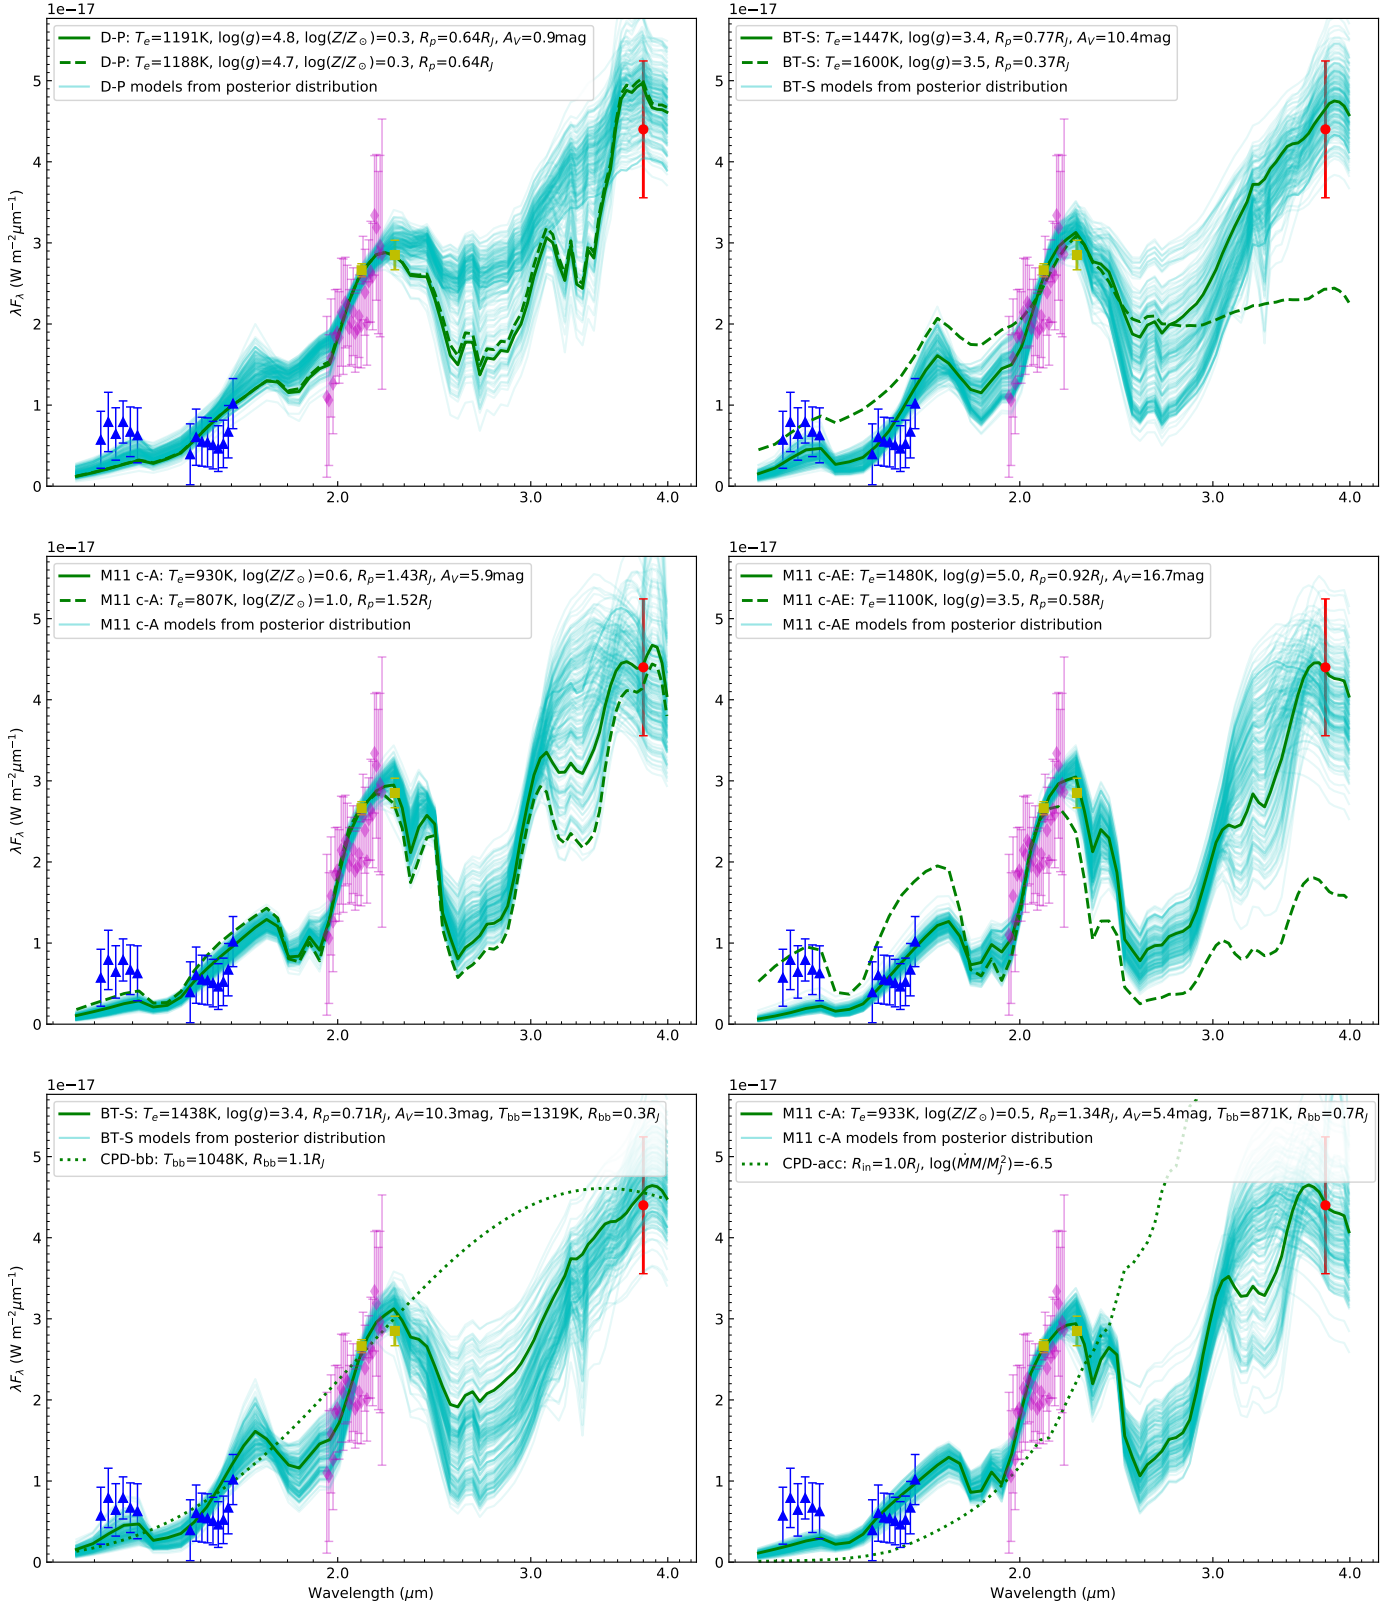 1e−17
D-P: Te=1191K, log(g)=4.8, log(Z/Z☉)=0.3, Rp=0.64RJ, AV=0.9mag
D-P: Te=1188K, log(g)=4.7, log(Z/Z☉)=0.3, Rp=0.64RJ
D-P models from posterior distribution
5
4
3
2
1
0
λFλ (W m−2μm−1)
2.0 3.0 4.0
1e−17
BT-S: Te=1447K, log(g)=3.4, Rp=0.77RJ, AV=10.4mag
BT-S: Te=1600K, log(g)=3.5, Rp=0.37RJ
BT-S models from posterior distribution
5
4
3
2
1
0
2.0 3.0 4.0
1e−17
M11 c-A: Te=930K, log(Z/Z☉)=0.6, Rp=1.43RJ, AV=5.9mag
M11 c-A: Te=807K, log(Z/Z☉)=1.0, Rp=1.52RJ
M11 c-A models from posterior distribution
5
4
3
2
1
0
λFλ (W m−2μm−1)
2.0 3.0 4.0
1e−17
M11 c-AE: Te=1480K, log(g)=5.0, Rp=0.92RJ, AV=16.7mag
M11 c-AE: Te=1100K, log(g)=3.5, Rp=0.58RJ
M11 c-AE models from posterior distribution
5
4
3
2
1
0
2.0 3.0 4.0
1e−17
BT-S: Te=1438K, log(g)=3.4, Rp=0.71RJ, AV=10.3mag, Tbb=1319K, Rbb=0.3RJ
BT-S models from posterior distribution
CPD-bb: Tbb=1048K, Rbb=1.1RJ
5
4
3
2
1
0
λFλ (W m−2μm−1)
2.0 3.0 4.0
Wavelength (μm)
1e−17
M11 c-A: Te=933K, log(Z/Z☉)=0.5, Rp=1.34RJ, AV=5.4mag, Tbb=871K, Rbb=0.7RJ
M11 c-A models from posterior distribution
CPD-acc: Rin=1.0RJ, log(ṀM/MJ2)=-6.5
5
4
3
2
1
0
2.0 3.0 4.0
Wavelength (μm)